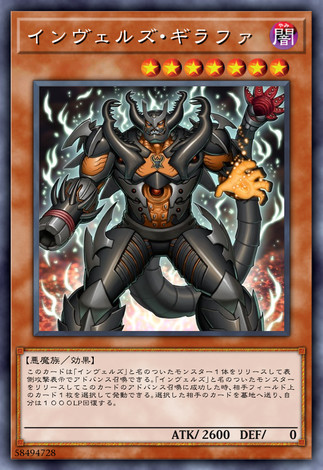 インヴェルズ・ギラファ
やみ
闇
【悪魔族／効果】
このカードは「インヴェルズ」と名のついたモンスター１体をリリースして表
側攻撃表示でアドバンス召喚できる。「インヴェルズ」と名のついたモンスター
をリリースしてこのカードのアドバンス召喚に成功した時、相手フィールド上
のカード１枚を選択して発動できる。選択した相手のカードを墓地へ送り、自
分は１０００LP回復する。
ATK/ 2600 DEF/ 0
58494728